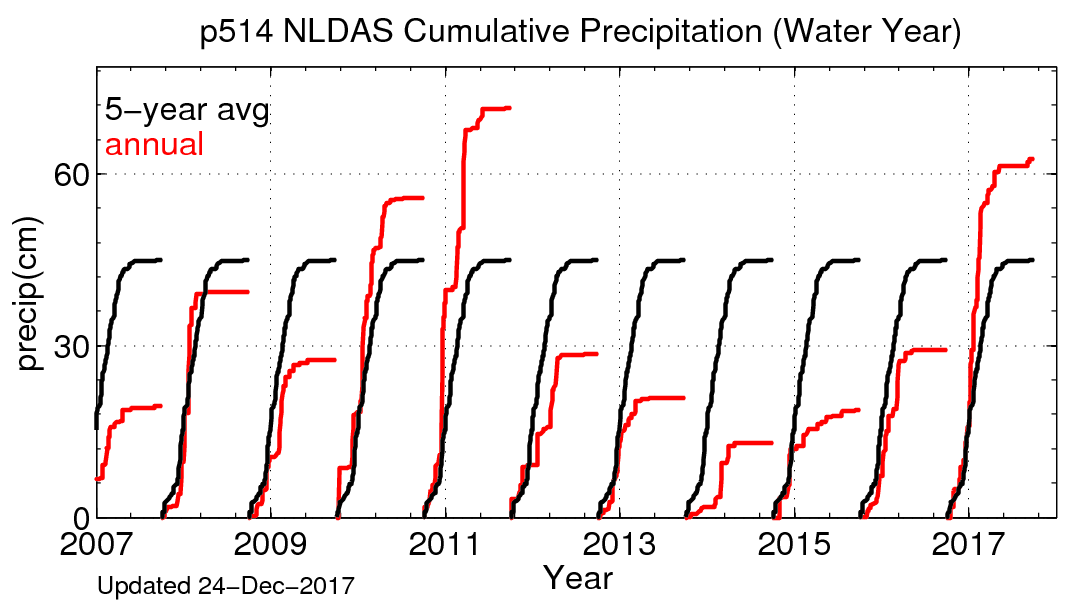 p514 NLDAS Cumulative Precipitation (Water Year)
5−year avg
annual
precip(cm)
60
30
0
2007 2009 2011 2013 2015 2017
Year
Updated 24−Dec−2017